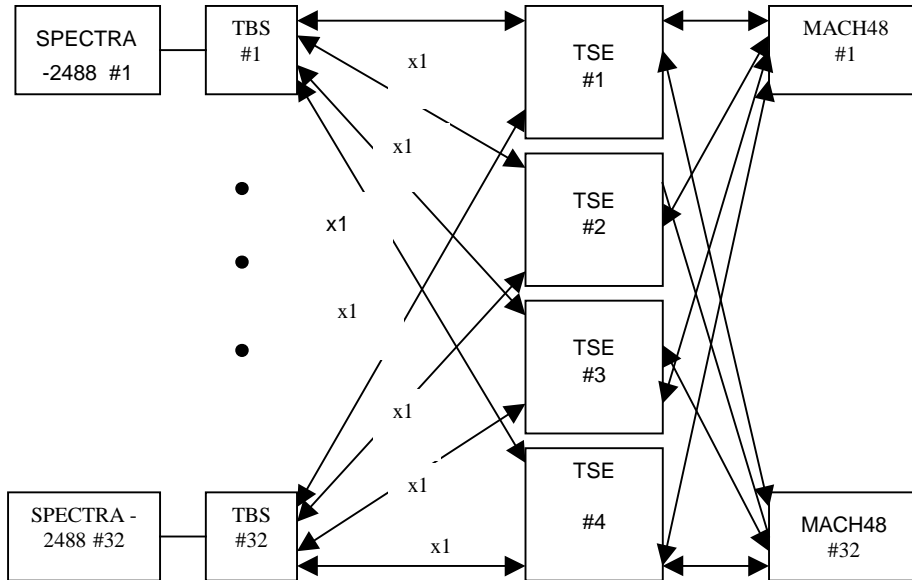 SPECTRA
-2488 #1
TBS
#1
TSE
#1
MACH48
#1
x1
x1
TSE
#2
x1
x1
TSE
#3
x1
x1
TSE
#4
SPECTRA -
2488 #32
TBS
#32
x1
MACH48
#32